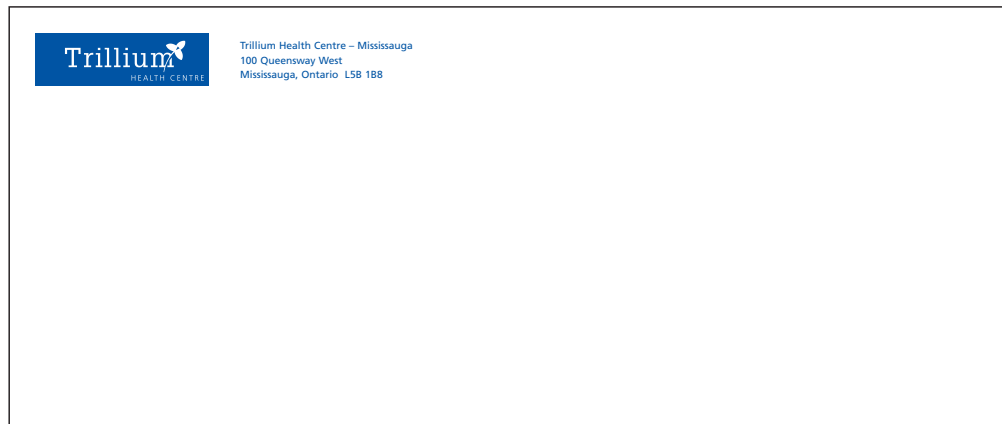 Trillium
HEALTH CENTRE
Trillium Health Centre – Mississauga
100 Queensway West
Mississauga, Ontario  L5B 1B8